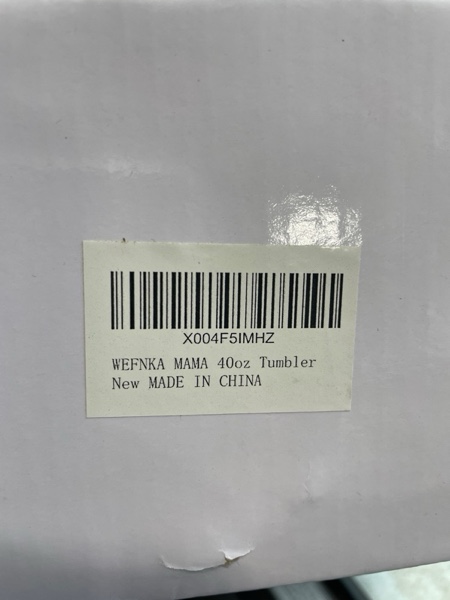 X004F5IMHZ
WEFNKA MAMA 40oz Tumbler
New MADE IN CHINA